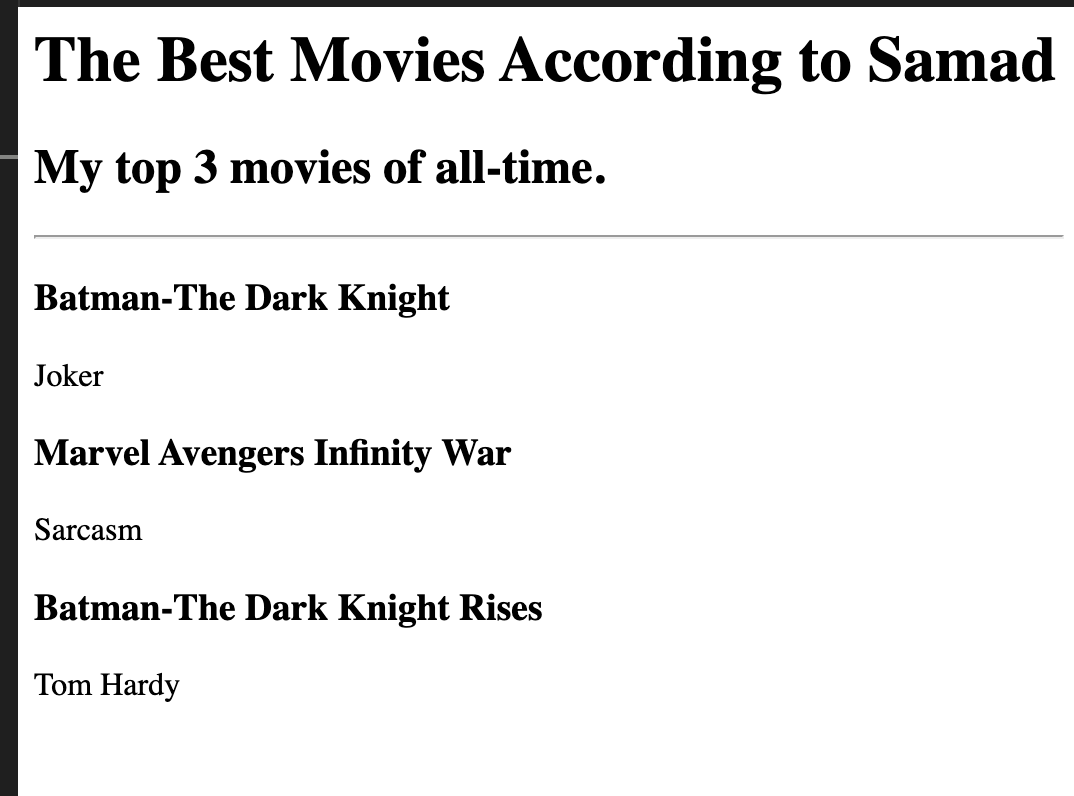 The Best Movies According to Samad
My top 3 movies of all-time.
Batman-The Dark Knight
Joker
Marvel Avengers Infinity War
Sarcasm
Batman-The Dark Knight Rises
Tom Hardy